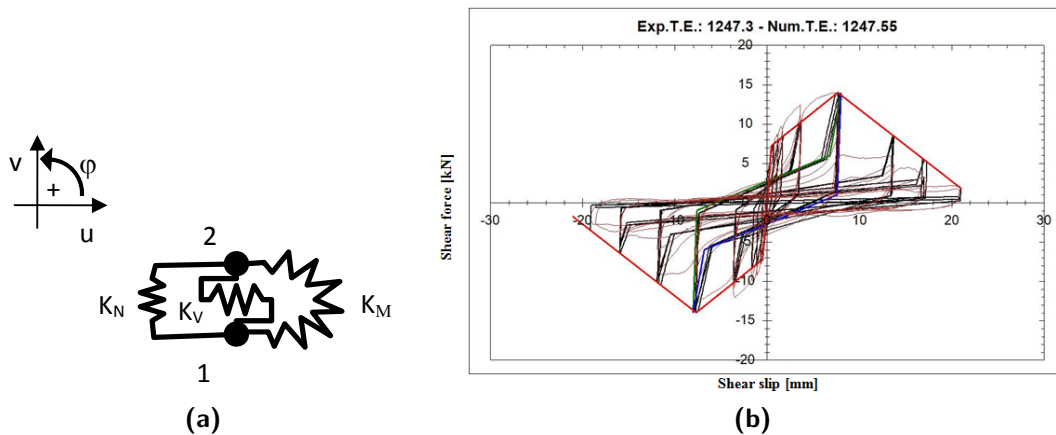 v
φ
+
u
2
K_N
K_V
K_M
1
(a)
Exp.T.E.: 1247.3 - Num.T.E.: 1247.55
Shear force [kN]
20
15
10
5
0
-5
-10
-15
-20
-30
-20
-10
0
10
20
30
Shear slip [mm]
(b)